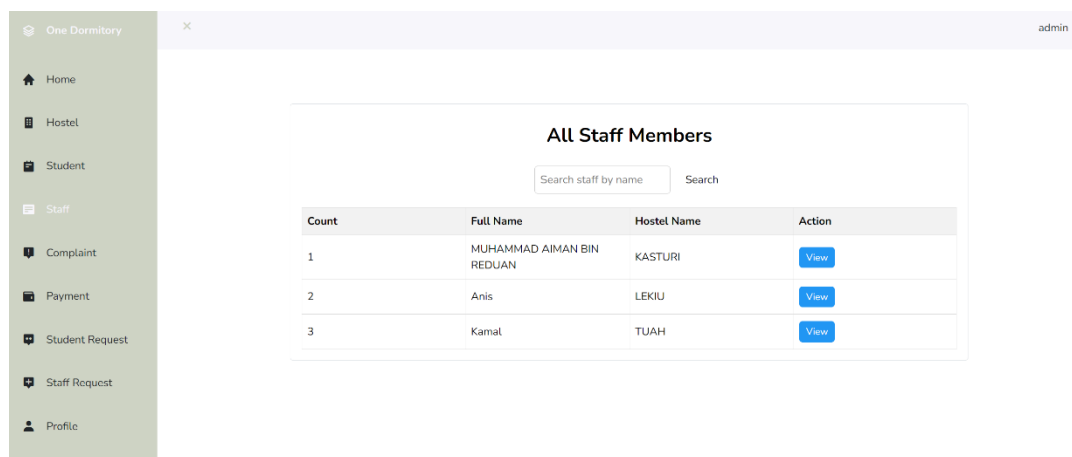 One Dormitory
×
admin
Home
Hostel
Student
Staff
Complaint
Payment
Student Request
Staff Request
Profile
All Staff Members
Search staff by name Search
Count Full Name Hostel Name Action
1 MUHAMMAD AIMAN BIN REDUAN KASTURI View
2 Anis LEKIU View
3 Kamal TUAH View